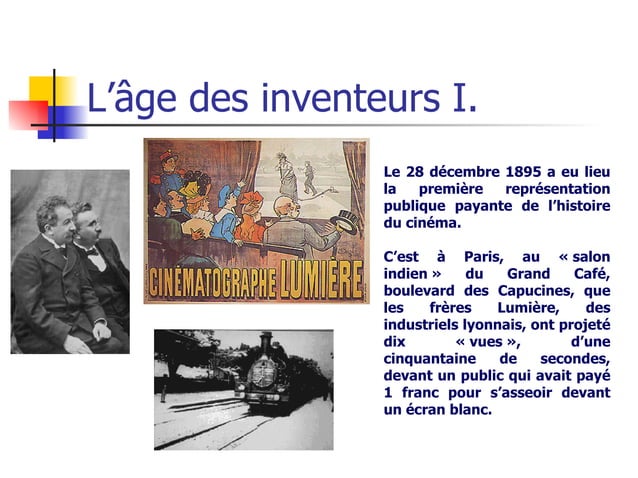 L’âge des inventeurs I.
CINÉMATOGRAPHE LUMIÈRE
Le 28 décembre 1895 a eu lieu
la première représentation
publique payante de l’histoire
du cinéma.
C’est à Paris, au « salon
indien » du Grand Café,
boulevard des Capucines, que
les frères Lumière, des
industriels lyonnais, ont projeté
dix « vues », d’une
cinquantaine de secondes,
devant un public qui avait payé
1 franc pour s’asseoir devant
un écran blanc.